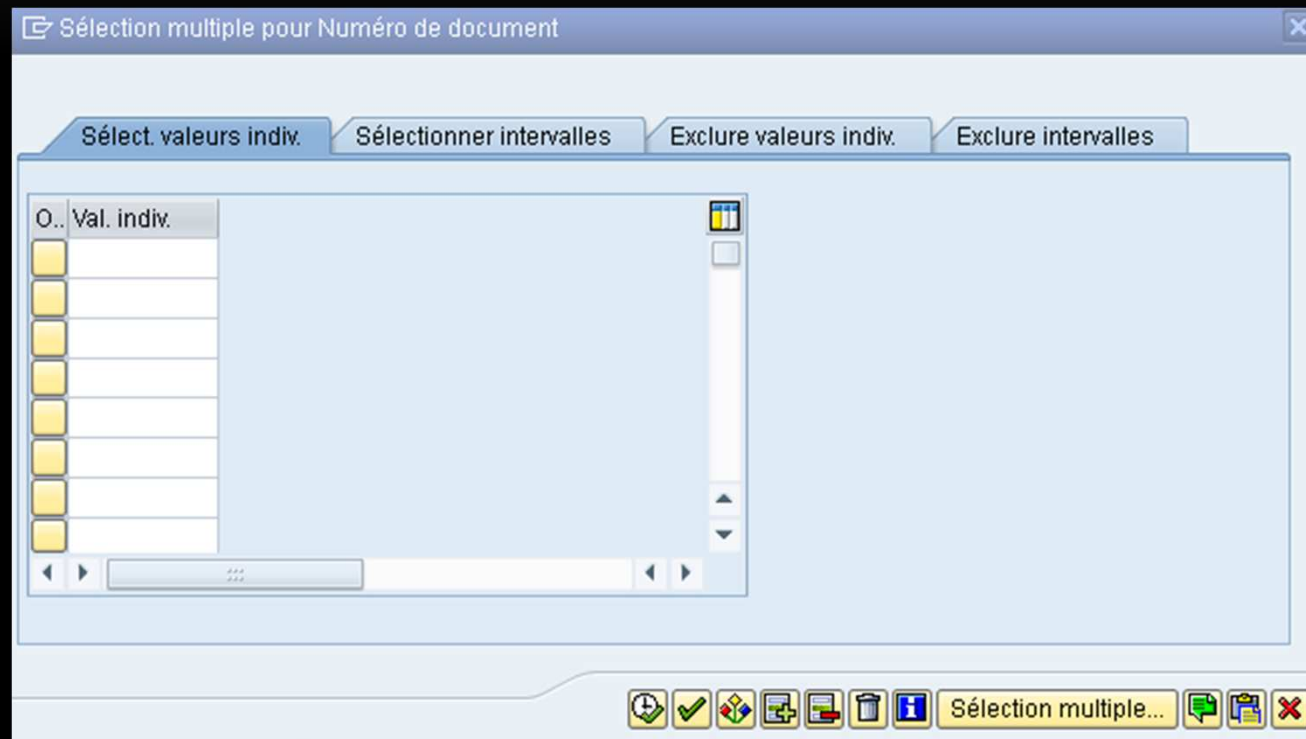 Sélection multiple pour Numéro de document
Sélect. valeurs indiv. Sélectionner intervalles Exclure valeurs indiv. Exclure intervalles
O.. Val. indiv.
Sélection multiple...